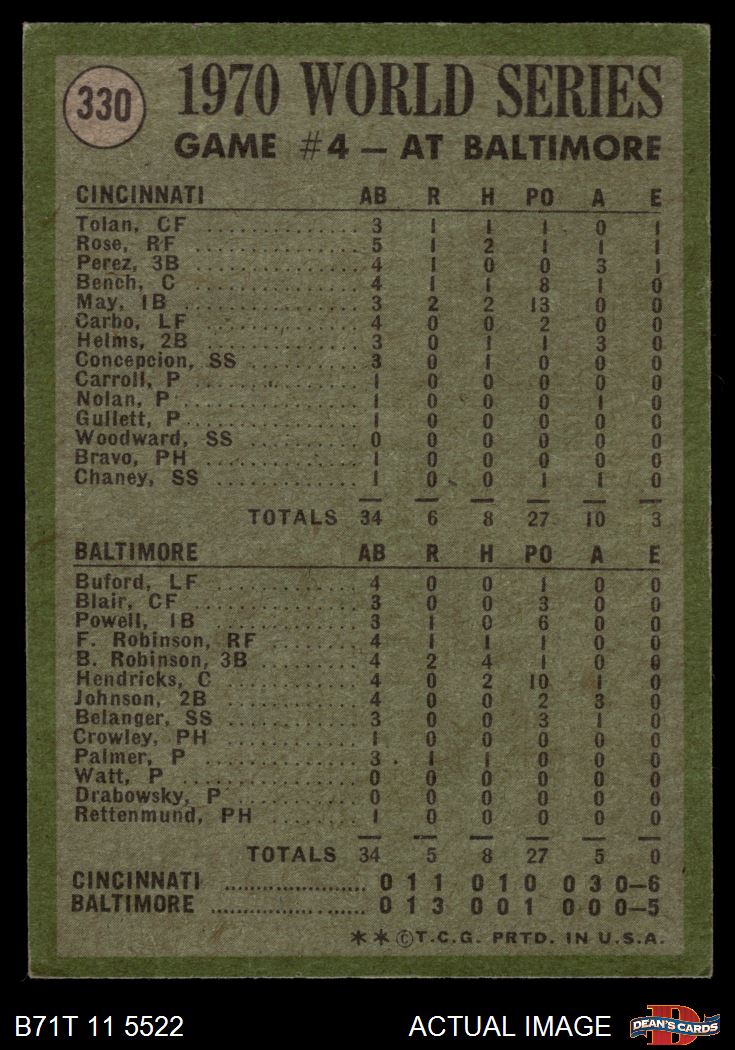 330
1970 WORLD SERIES
GAME #4 — AT BALTIMORE
CINCINNATI AB R H PO A E
Tolan, CF .......... 3 1 1 1 0 1
Rose, RF .......... 5 1 2 1 1 1
Perez, 3B .......... 4 1 0 0 3 1
Bench, C .......... 4 1 1 8 1 0
May, 1B .......... 3 2 2 13 0 0
Carbo, LF .......... 4 0 0 2 0 0
Helms, 2B .......... 3 0 1 1 3 0
Concepcion, SS .......... 3 0 1 0 0 0
Carroll, P .......... 1 0 0 0 0 0
Nolan, P .......... 1 0 0 0 1 0
Gullett, P .......... 1 0 0 0 0 0
Woodward, SS .......... 0 0 0 0 0 0
Bravo, PH .......... 1 0 0 0 0 0
Chaney, SS .......... 1 0 0 1 1 0
TOTALS 34 6 8 27 10 3
BALTIMORE AB R H PO A E
Buford, LF .......... 4 0 0 1 0 0
Blair, CF .......... 3 0 0 3 0 0
Powell, 1B .......... 3 1 0 6 0 0
F. Robinson, RF .......... 4 1 1 1 0 0
B. Robinson, 3B .......... 4 2 4 1 0 0
Hendricks, C .......... 4 0 2 10 1 0
Johnson, 2B .......... 4 0 0 2 3 0
Belanger, SS .......... 3 0 0 3 1 0
Crowley, PH .......... 1 0 0 0 0 0
Palmer, P .......... 3 1 1 0 0 0
Watt, P .......... 0 0 0 0 0 0
Drabowsky, P .......... 0 0 0 0 0 0
Rettenmund, PH .......... 1 0 0 0 0 0
TOTALS 34 5 8 27 5 0
CINCINNATI .......... 0 1 1 0 1 0 0 3 0—6
BALTIMORE .......... 0 1 3 0 0 1 0 0 0—5
**©T.C.G. PRTD. IN U.S.A.
B71T 11 5522 ACTUAL IMAGE D DEAN'S CARDS